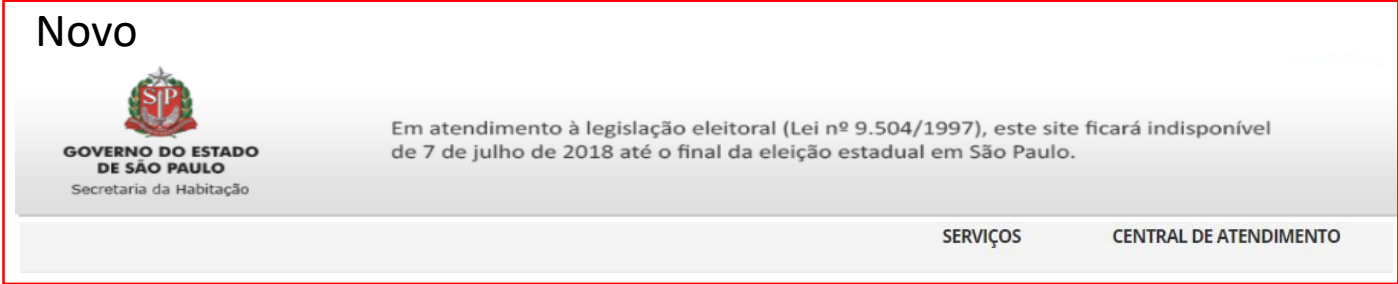 Novo
SP
GOVERNO DO ESTADO
DE SÃO PAULO
Secretaria da Habitação
Em atendimento à legislação eleitoral (Lei nº 9.504/1997), este site ficará indisponível
de 7 de julho de 2018 até o final da eleição estadual em São Paulo.
SERVIÇOS CENTRAL DE ATENDIMENTO